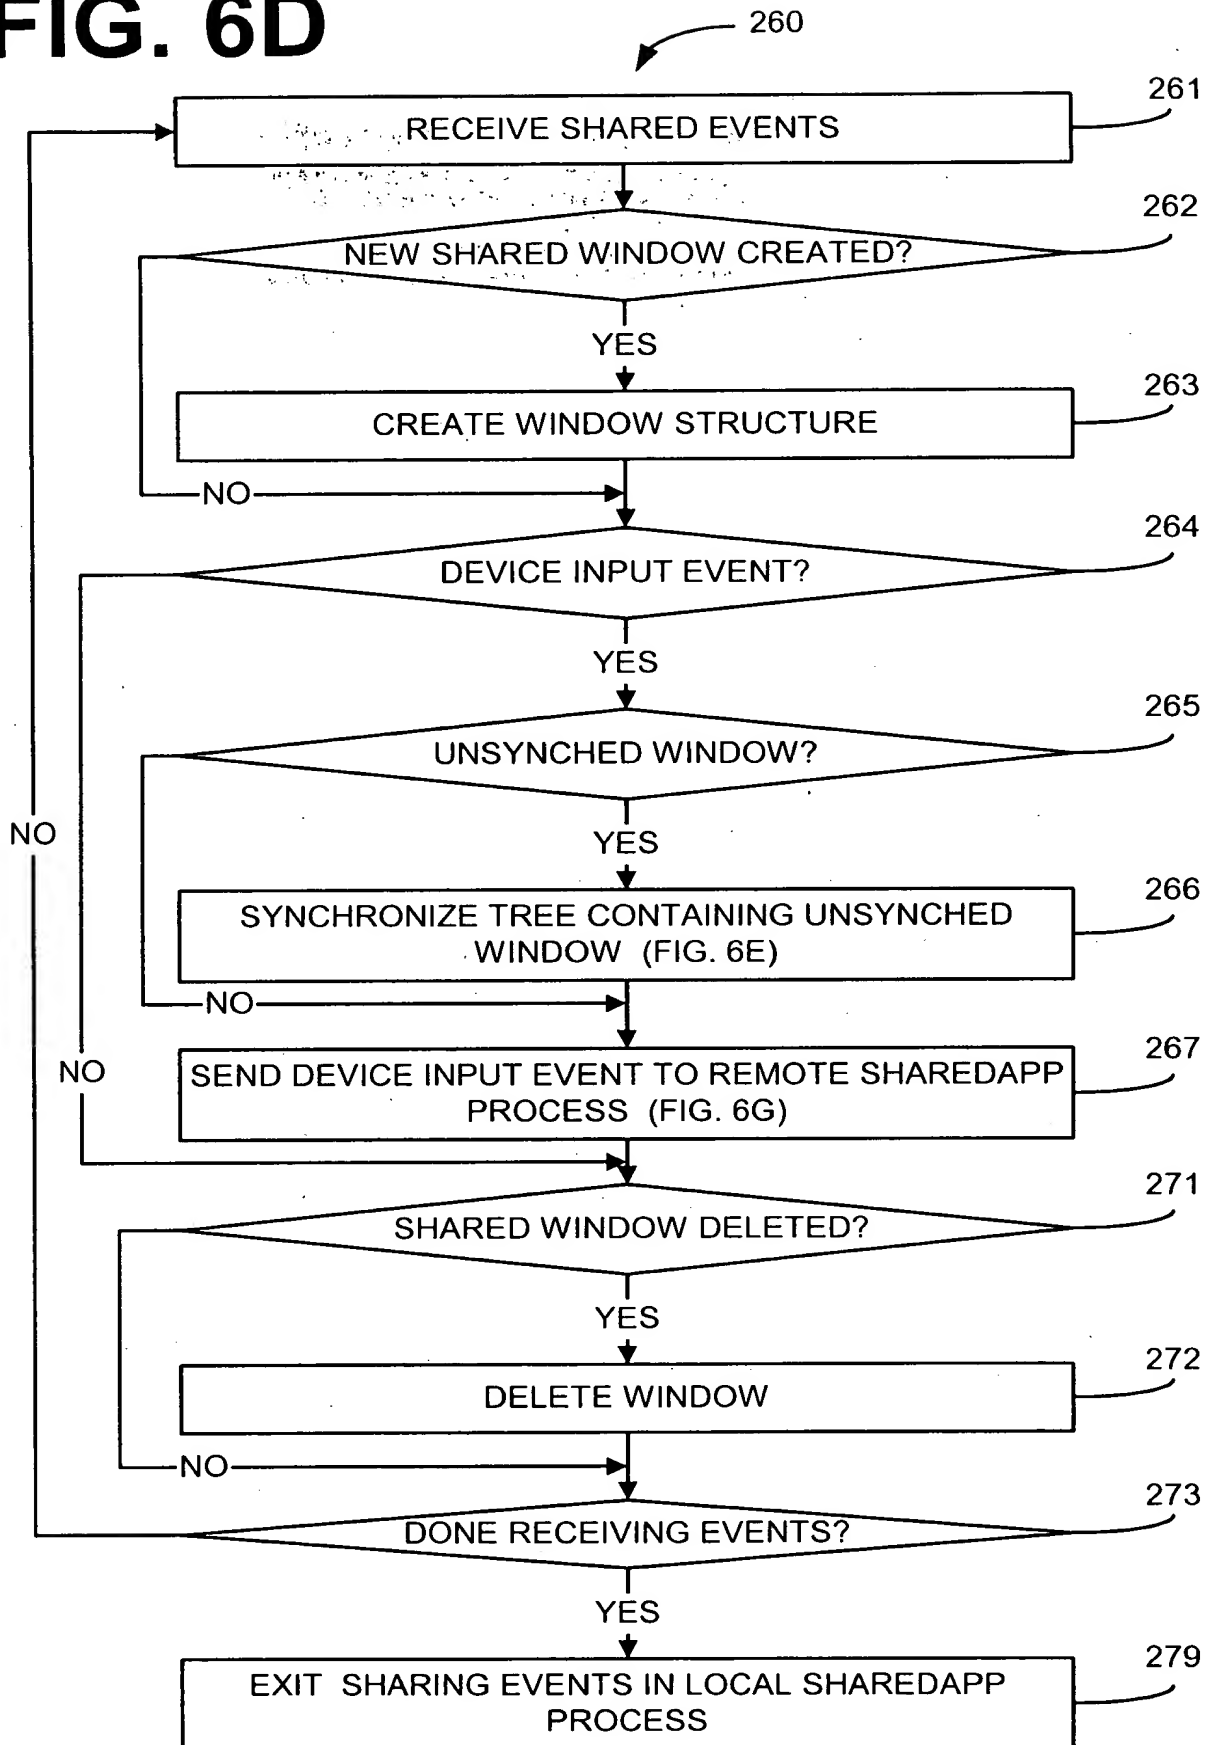 FIG. 6D
260
RECEIVE SHARED EVENTS
261
NEW SHARED WINDOW CREATED?
262
YES
CREATE WINDOW STRUCTURE
263
NO
DEVICE INPUT EVENT?
264
YES
UNSYNCHED WINDOW?
265
NO
YES
SYNCHRONIZE TREE CONTAINING UNSYNCHED
WINDOW (FIG. 6E)
266
NO
NO
SEND DEVICE INPUT EVENT TO REMOTE SHAREDAPP
PROCESS (FIG. 6G)
267
SHARED WINDOW DELETED?
271
YES
DELETE WINDOW
272
NO
DONE RECEIVING EVENTS?
273
YES
EXIT SHARING EVENTS IN LOCAL SHAREDAPP
PROCESS
279